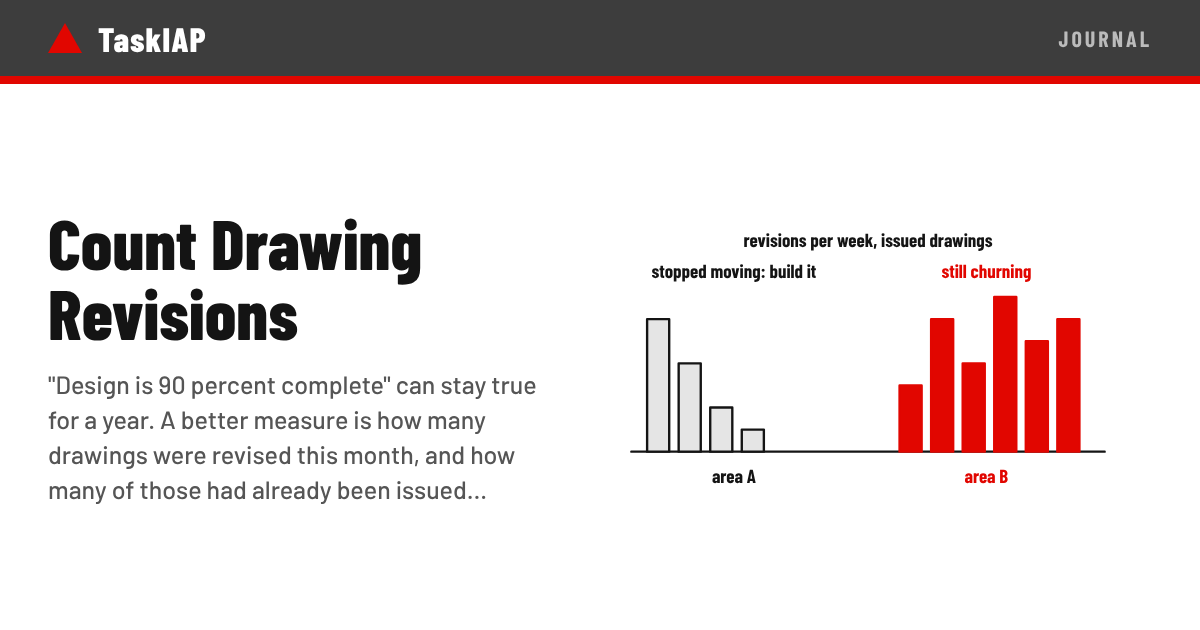 TaskIAP
JOURNAL
Count Drawing
Revisions
"Design is 90 percent complete" can stay true
for a year. A better measure is how many
drawings were revised this month, and how
many of those had already been issued...
revisions per week, issued drawings
stopped moving: build it
still churning
area A
area B